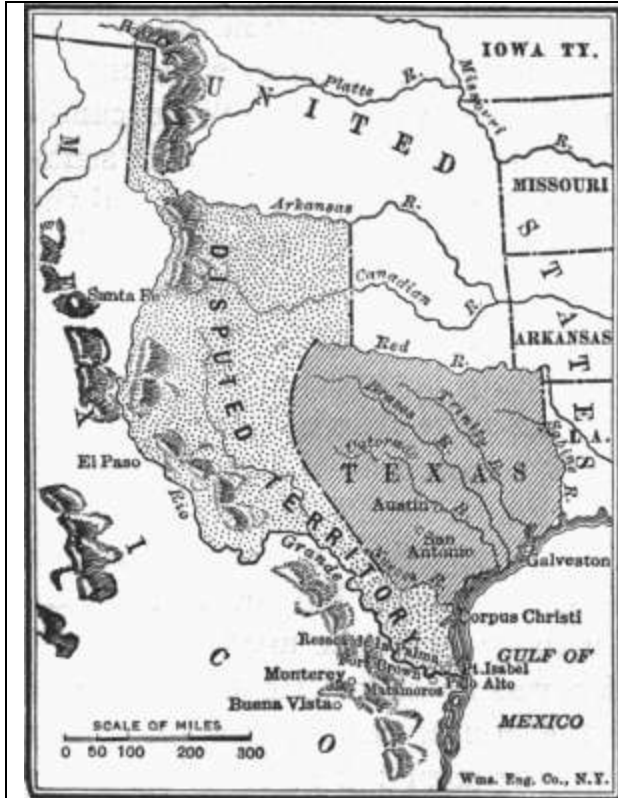 IOWA TY.
UNITED
STATES
Platte R.
Missouri
R.
MISSOURI
Arkansas R.
Canadian R.
ARKANSAS
LA.
Red R.
DISPUTED
TERRITORY
Santa Fe
El Paso
Rio Grande
TEXAS
Trinity R.
Sabine R.
R.
R.
Austin
San
Antonio
Galveston
Corpus Christi
GULF OF
MEXICO
Resaca de la Palma
Fort Brown
Pt. Isabel
Palo Alto
Matamoros
Monterey
Buena Vista
MEXICO
SCALE OF MILES
0 50 100 200 300
Wms. Eng. Co., N.Y.